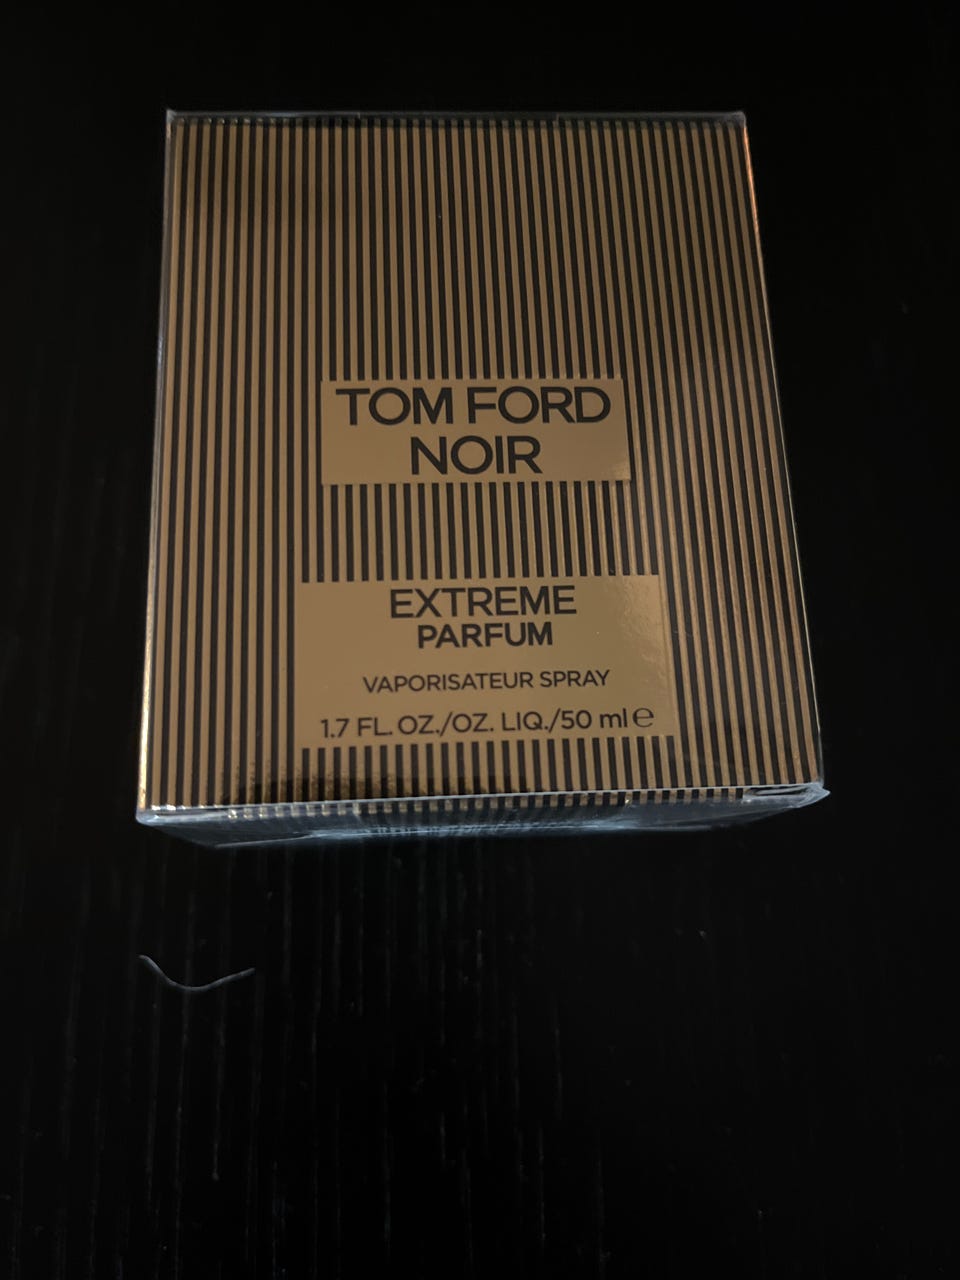 TOM FORD
NOIR
EXTREME
PARFUM
VAPORISATEUR SPRAY
1.7 FL. OZ./OZ. LIQ./50 ml ℮